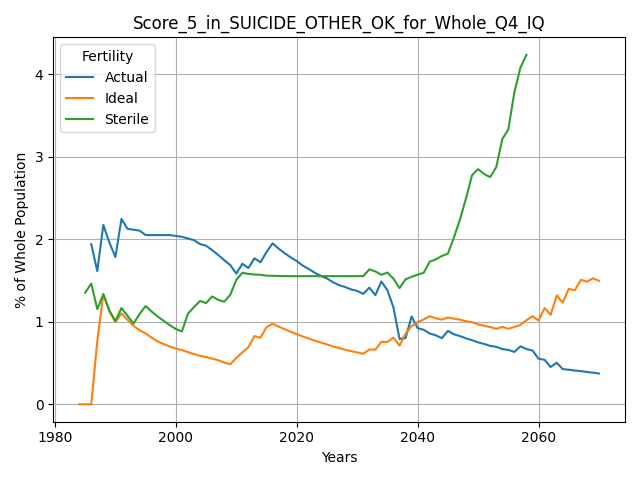 Score_5_in_SUICIDE_OTHER_OK_for_Whole_Q4_IQ
Fertility
Actual
Ideal
Sterile
% of Whole Population
4
3
2
1
0
1980 2000 2020 2040 2060
Years